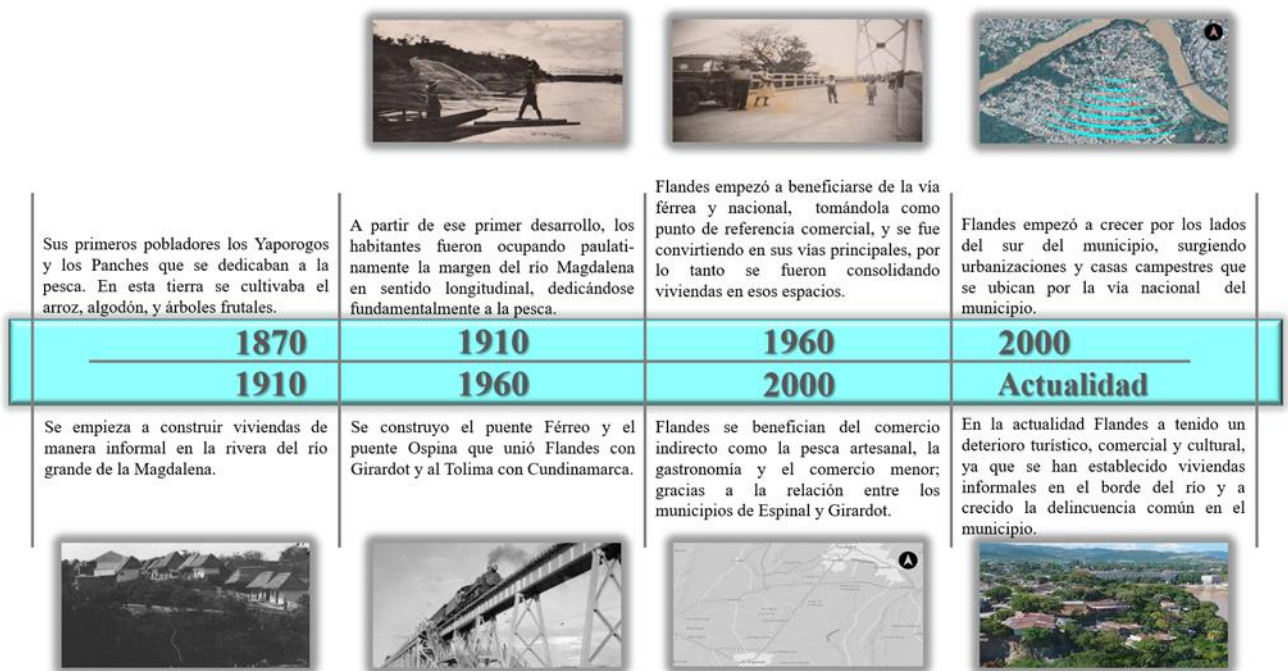 Sus primeros pobladores los Yaporogos
y los Panches que se dedicaban a la
pesca. En esta tierra se cultivaba el
arroz, algodón, y árboles frutales.
A partir de ese primer desarrollo, los
habitantes fueron ocupando paulati-
namente la margen del río Magdalena
en sentido longitudinal, dedicándose
fundamentalmente a la pesca.
Flandes empezó a beneficiarse de la vía
férrea y nacional, tomándola como
punto de referencia comercial, y se fue
convirtiendo en sus vías principales, por
lo tanto se fueron consolidando
viviendas en esos espacios.
Flandes empezó a crecer por los lados
del sur del municipio, surgiendo
urbanizaciones y casas campestres que
se ubican por la vía nacional del
municipio.
1870 1910 1960 2000
1910 1960 2000 Actualidad
Se empieza a construir viviendas de
manera informal en la rivera del río
grande de la Magdalena.
Se construyo el puente Férreo y el
puente Ospina que unió Flandes con
Girardot y al Tolima con Cundinamarca.
Flandes se benefician del comercio
indirecto como la pesca artesanal, la
gastronomía y el comercio menor;
gracias a la relación entre los
municipios de Espinal y Girardot.
En la actualidad Flandes a tenido un
deterioro turístico, comercial y cultural,
ya que se han establecido viviendas
informales en el borde del río y a
crecido la delincuencia común en el
municipio.